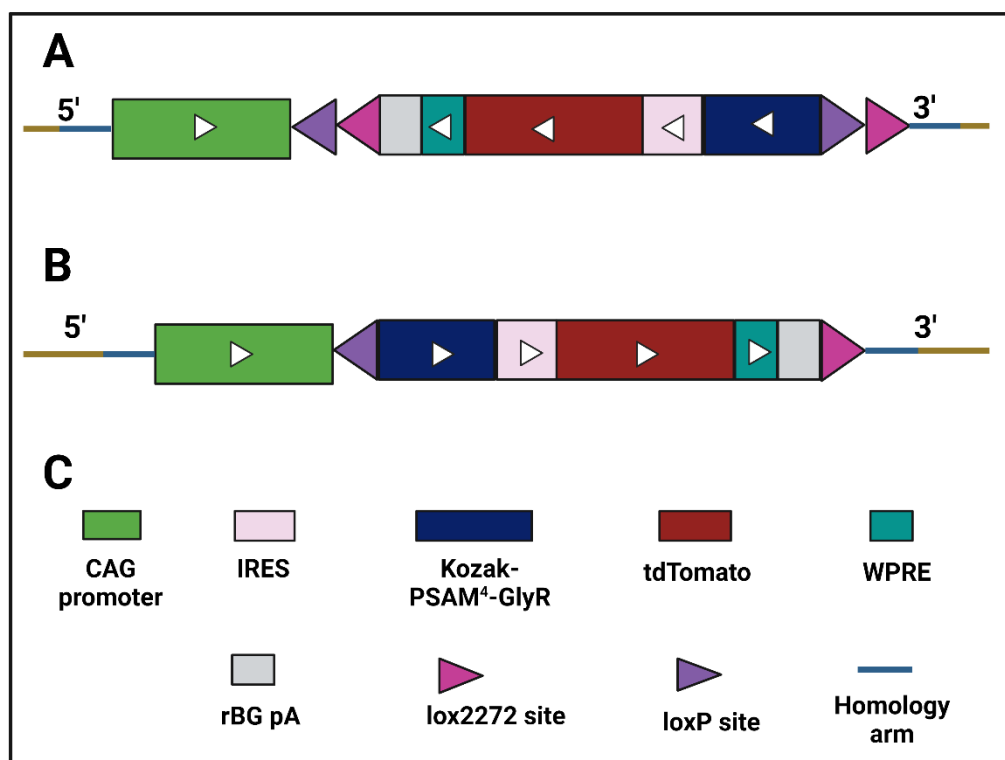 A
5'
3'
B
5'
3'
C
CAG
promoter
IRES
Kozak-
PSAM⁴-GlyR
tdTomato
WPRE
rBG pA
lox2272 site
loxP site
Homology
arm